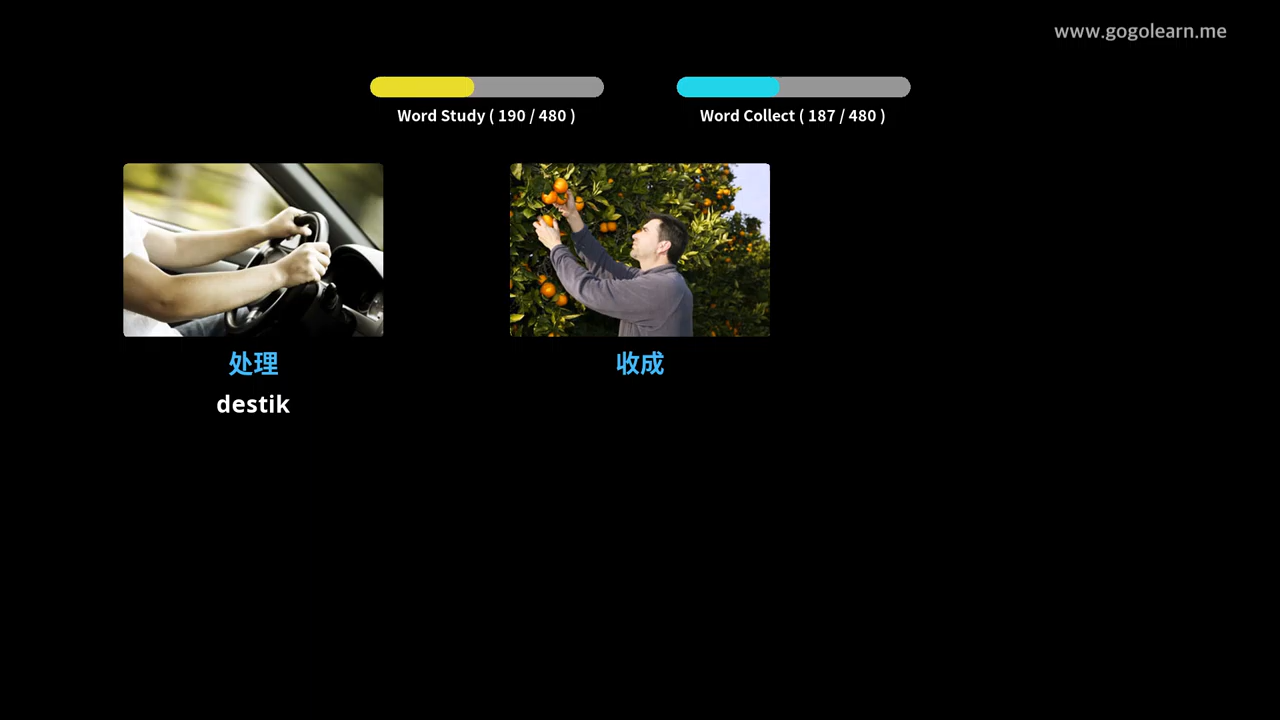 www.gogolearn.me
Word Study ( 190 / 480 )
Word Collect ( 187 / 480 )
处理
收成
destik